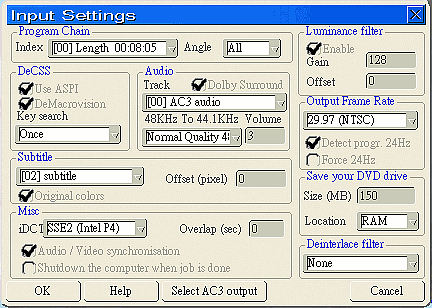 Input Settings
Program Chain
Index [00] Length 00:08:05 Angle All
DeCSS
Use ASPI
DeMacrovision
Key search
Once
Audio
Track Dolby Surround
[00] AC3 audio
48KHz To 44.1KHz Volume
Normal Quality 3
Subtitle
[02] subtitle Offset (pixel) 0
Original colors
Misc
iDCT SSE2 (Intel P4) Overlap (sec) 0
Audio / Video synchronisation
Shutdown the computer when job is done
Luminance filter
Enable
Gain 128
Offset 0
Output Frame Rate
29.97 (NTSC)
Detect progr. 24Hz
Force 24Hz
Save your DVD drive
Size (MB) 150
Location RAM
Deinterlace filter
None
OK Help Select AC3 output Cancel